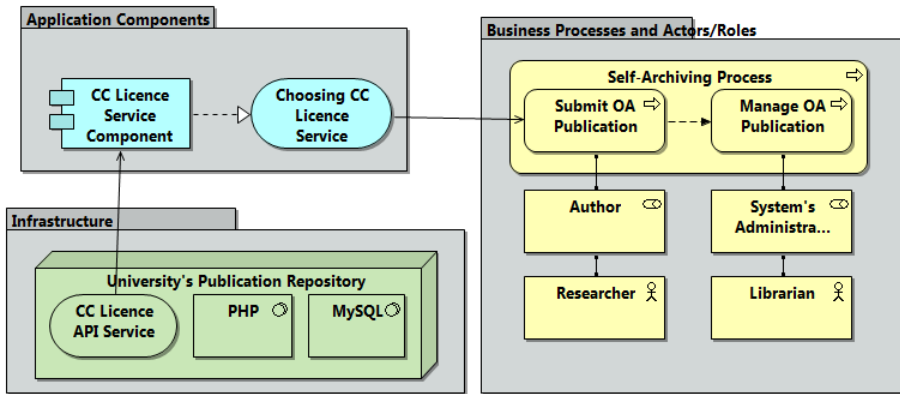 Application Components
CC Licence
Service
Component
Choosing CC
Licence
Service
Business Processes and Actors/Roles
Self-Archiving Process
Submit OA
Publication
Manage OA
Publication
Author
System's
Administra...
Researcher
Librarian
Infrastructure
University's Publication Repository
CC Licence
API Service
PHP
MySQL